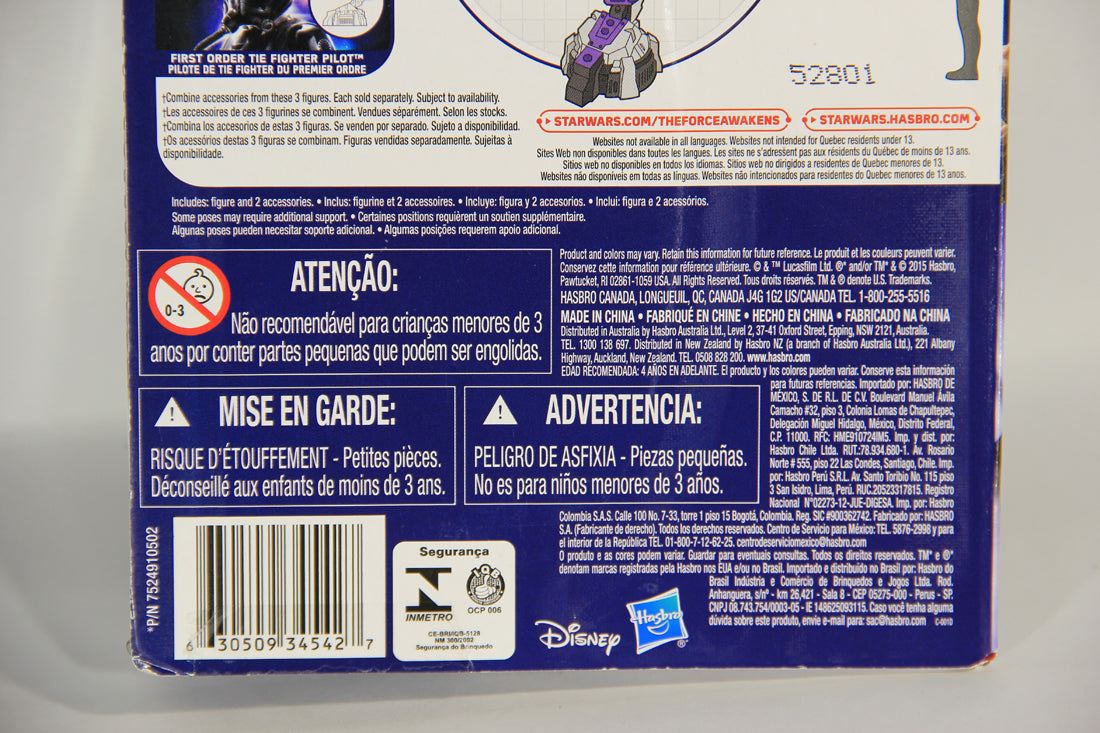 FIRST ORDER TIE FIGHTER PILOT™
PILOTE DE TIE FIGHTER DU PREMIER ORDRE
†Combine accessories from these 3 figures. Each sold separately. Subject to availability.
†Les accessoires de ces 3 figurines se combinent. Vendues séparément. Selon les stocks.
†Combina los accesorios de estas 3 figuras. Se venden por separado. Sujeto a disponibilidad.
†Os acessórios destas 3 figuras se combinam. Figuras vendidas separadamente. Sujeitas à
disponibilidade.
52801
STARWARS.COM/THEFORCEAWAKENS
STARWARS.HASBRO.COM
Websites not available in all languages. Websites not intended for Quebec residents under 13.
Sites Web non disponibles dans toutes les langues. Les sites ne s'adressent pas aux résidents du Québec de moins de 13 ans.
Sitios web no disponibles en todos los idiomas. Sitios web no dirigidos a residentes de Quebec menores de 13.
Websites não disponíveis em todas as línguas. Websites não intencionados para residentes do Quebec menores de 13 anos.
Includes: figure and 2 accessories. • Inclus: figurine et 2 accessoires. • Incluye: figura y 2 accesorios. • Inclui: figura e 2 acessórios.
Some poses may require additional support. • Certaines positions requièrent un soutien supplémentaire.
Algunas poses pueden necesitar soporte adicional. • Algumas posições requerem apoio adicional.
0-3
ATENÇÃO:
Não recomendável para crianças menores de 3
anos por conter partes pequenas que podem ser engolidas.
MISE EN GARDE:
RISQUE D'ÉTOUFFEMENT - Petites pièces.
Déconseillé aux enfants de moins de 3 ans.
ADVERTENCIA:
PELIGRO DE ASFIXIA - Piezas pequeñas.
No es para niños menores de 3 años.
Product and colors may vary. Retain this information for future reference. Le produit et les couleurs peuvent varier.
Conservez cette information pour référence ultérieure. © & ™ Lucasfilm Ltd. ®* and/or TM* & © 2015 Hasbro,
Pawtucket, RI 02861-1059 USA. All Rights Reserved. Tous droits réservés. TM & ® denote U.S. Trademarks.
HASBRO CANADA, LONGUEUIL, QC, CANADA J4G 1G2 US/CANADA TEL. 1-800-255-5516
MADE IN CHINA • FABRIQUÉ EN CHINE • HECHO EN CHINA • FABRICADO NA CHINA
Distributed in Australia by Hasbro Australia Ltd., Level 2, 37-41 Oxford Street, Epping, NSW 2121, Australia.
TEL. 1300 138 697. Distributed in New Zealand by Hasbro NZ (a branch of Hasbro Australia Ltd.), 221 Albany
Highway, Auckland, New Zealand. TEL. 0508 828 200. www.hasbro.com
EDAD RECOMENDADA: 4 AÑOS EN ADELANTE. El producto y los colores pueden variar. Conserve esta información
para futuras referencias. Importado por: HASBRO DE
MÉXICO, S. DE R.L. DE C.V. Boulevard Manuel Ávila
Camacho #32, piso 3, Colonia Lomas de Chapultepec,
Delegación Miguel Hidalgo, México, Distrito Federal,
C.P. 11000. RFC: HME910724IM5. Imp. y dist. por:
Hasbro Chile Ltda. RUT.:78.934.680-1. Av. Rosario
Norte # 555, piso 22 Las Condes, Santiago, Chile. Imp.
por: Hasbro Perú S.R.L. Av. Santo Toribio No. 115 piso
3 San Isidro, Lima, Perú. RUC.20523317815. Registro
Nacional N°02273-12-JUE-DIGESA. Imp. por: Hasbro
Colombia S.A.S. Calle 100 No. 7-33, torre 1 piso 15 Bogotá, Colombia. Reg. SIC #900362742. Fabricado por: HASBRO
S.A. (Fabricante de derecho). Todos los derechos reservados. Centro de Servicio para México: TEL. 5876-2998 y para
el interior de la República TEL. 01-800-7-12-62-25. centrodeserviciomexico@hasbro.com
O produto e as cores podem variar. Guardar para eventuais consultas. Todos os direitos reservados. TM* e ®*
denotam marcas registradas pela Hasbro nos EUA e/ou no Brasil. Importado e distribuído no Brasil por: Hasbro do
Brasil Indústria e Comércio de Brinquedos e Jogos Ltda. Rod.
Anhanguera, s/nº - km 26,421 - Sala 8 - CEP 05275-000 - Perus - SP.
CNPJ 08.743.754/0003-05 - IE 148625093115. Caso você tenha alguma
dúvida sobre este produto, envie e-mail para: sac@hasbro.com C-001D
*P/N 7524910502
6 30509 34542 7
Segurança
INMETRO
OCP 006
CE-BRI/IQB-5128
NM 300/2002
Segurança do Brinquedo
Disney
Hasbro